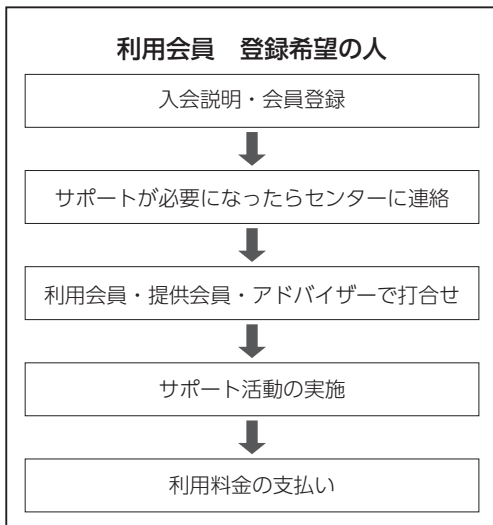 利用会員　登録希望の人
入会説明・会員登録
サポートが必要になったらセンターに連絡
利用会員・提供会員・アドバイザーで打合せ
サポート活動の実施
利用料金の支払い